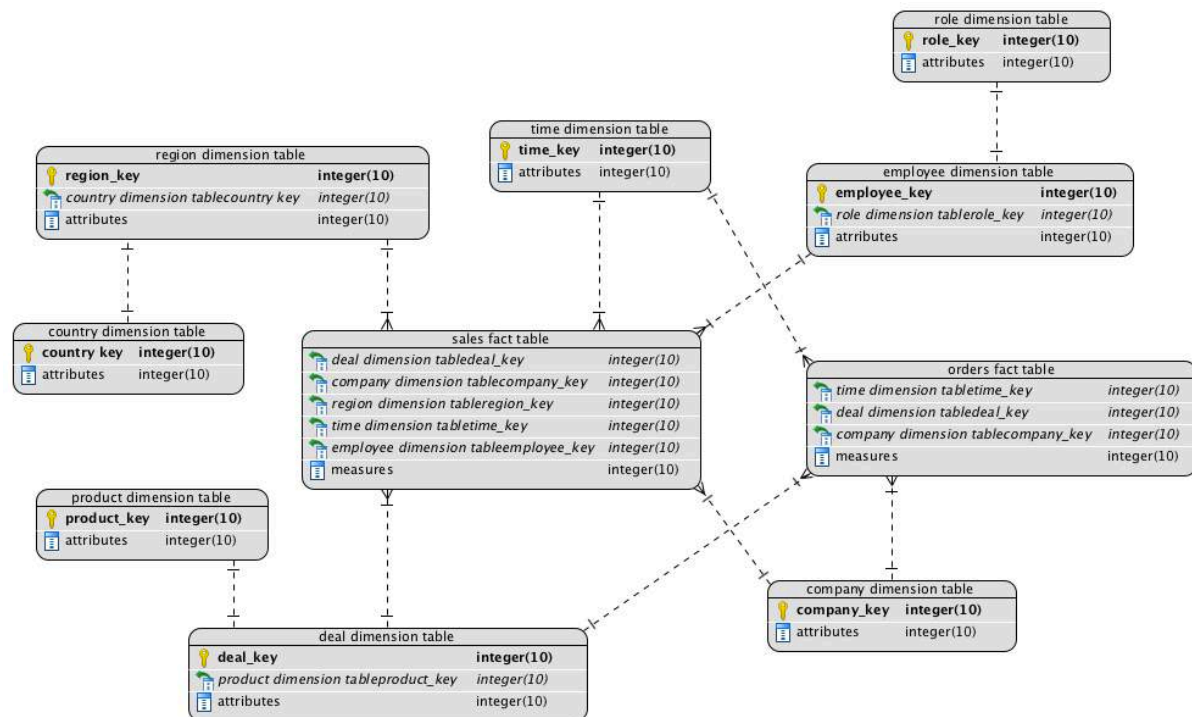 role dimension table
role_key integer(10)
attributes integer(10)
time dimension table
time_key integer(10)
attributes integer(10)
region dimension table
region_key integer(10)
country dimension tablecountry key integer(10)
attributes integer(10)
employee dimension table
employee_key integer(10)
role dimension tablerole_key integer(10)
atrributes integer(10)
country dimension table
country key integer(10)
attributes integer(10)
sales fact table
deal dimension tabledeal_key integer(10)
company dimension tablecompany_key integer(10)
region dimension tableregion_key integer(10)
time dimension tabletime_key integer(10)
employee dimension tableemployee_key integer(10)
measures integer(10)
orders fact table
time dimension tabletime_key integer(10)
deal dimension tabledeal_key integer(10)
company dimension tablecompany_key integer(10)
measures integer(10)
product dimension table
product_key integer(10)
attributes integer(10)
company dimension table
company_key integer(10)
attributes integer(10)
deal dimension table
deal_key integer(10)
product dimension tableproduct_key integer(10)
attributes integer(10)